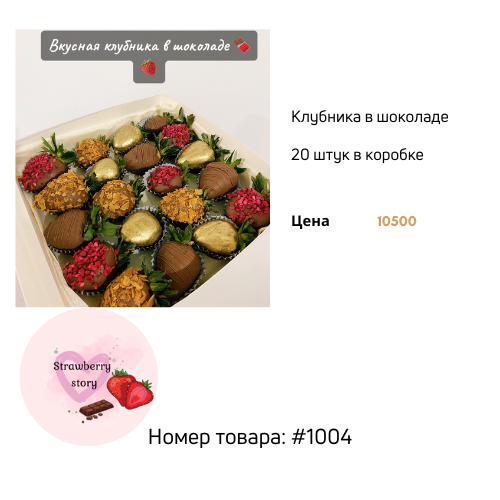 Вкусная клубника в шоколаде 🍫
🍓
Клубника в шоколаде
20 штук в коробке
Цена 10500
Strawberry
story
Номер товара: #1004